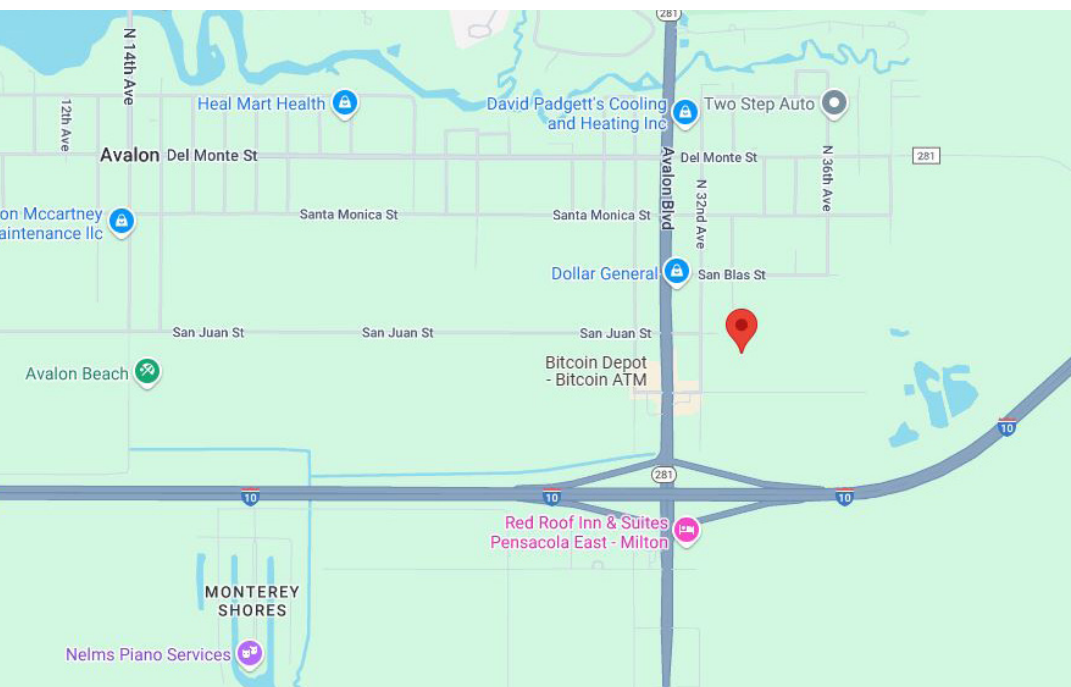 281
N 14th Ave
12th Ave
Heal Mart Health
David Padgett's Cooling
and Heating Inc
Two Step Auto
Avalon
Del Monte St
Avalon Blvd
Del Monte St
N 36th Ave
281
on Mccartney
aintenance llc
Santa Monica St
Santa Monica St
N 32nd Ave
Dollar General
San Blas St
San Juan St
San Juan St
San Juan St
Avalon Beach
Bitcoin Depot
- Bitcoin ATM
10
281
10
10
10
Red Roof Inn & Suites
Pensacola East - Milton
MONTEREY
SHORES
Nelms Piano Services